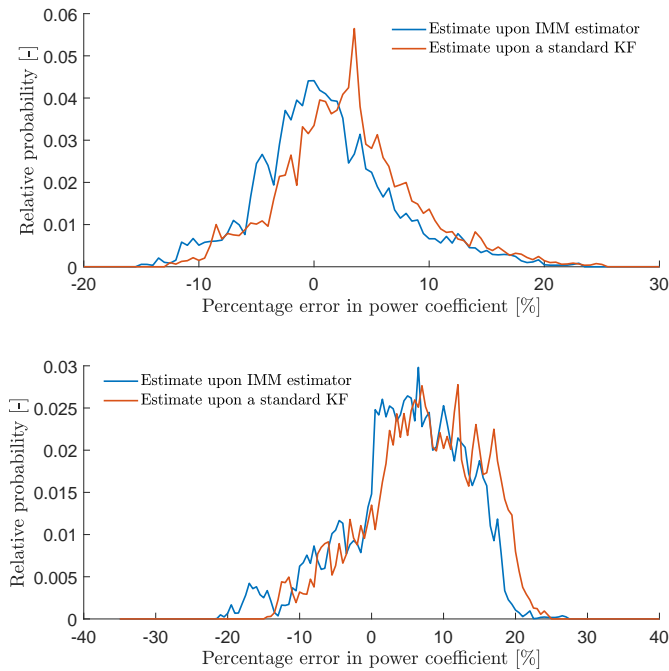 0.06
Estimate upon IMM estimator
Estimate upon a standard KF
0.05
0.04
0.03
0.02
0.01
0
Relative probability [-]
-20 -10 0 10 20 30
Percentage error in power coefficient [%]
0.03
Estimate upon IMM estimator
Estimate upon a standard KF
0.025
0.02
0.015
0.01
0.005
0
Relative probability [-]
-40 -30 -20 -10 0 10 20 30 40
Percentage error in power coefficient [%]